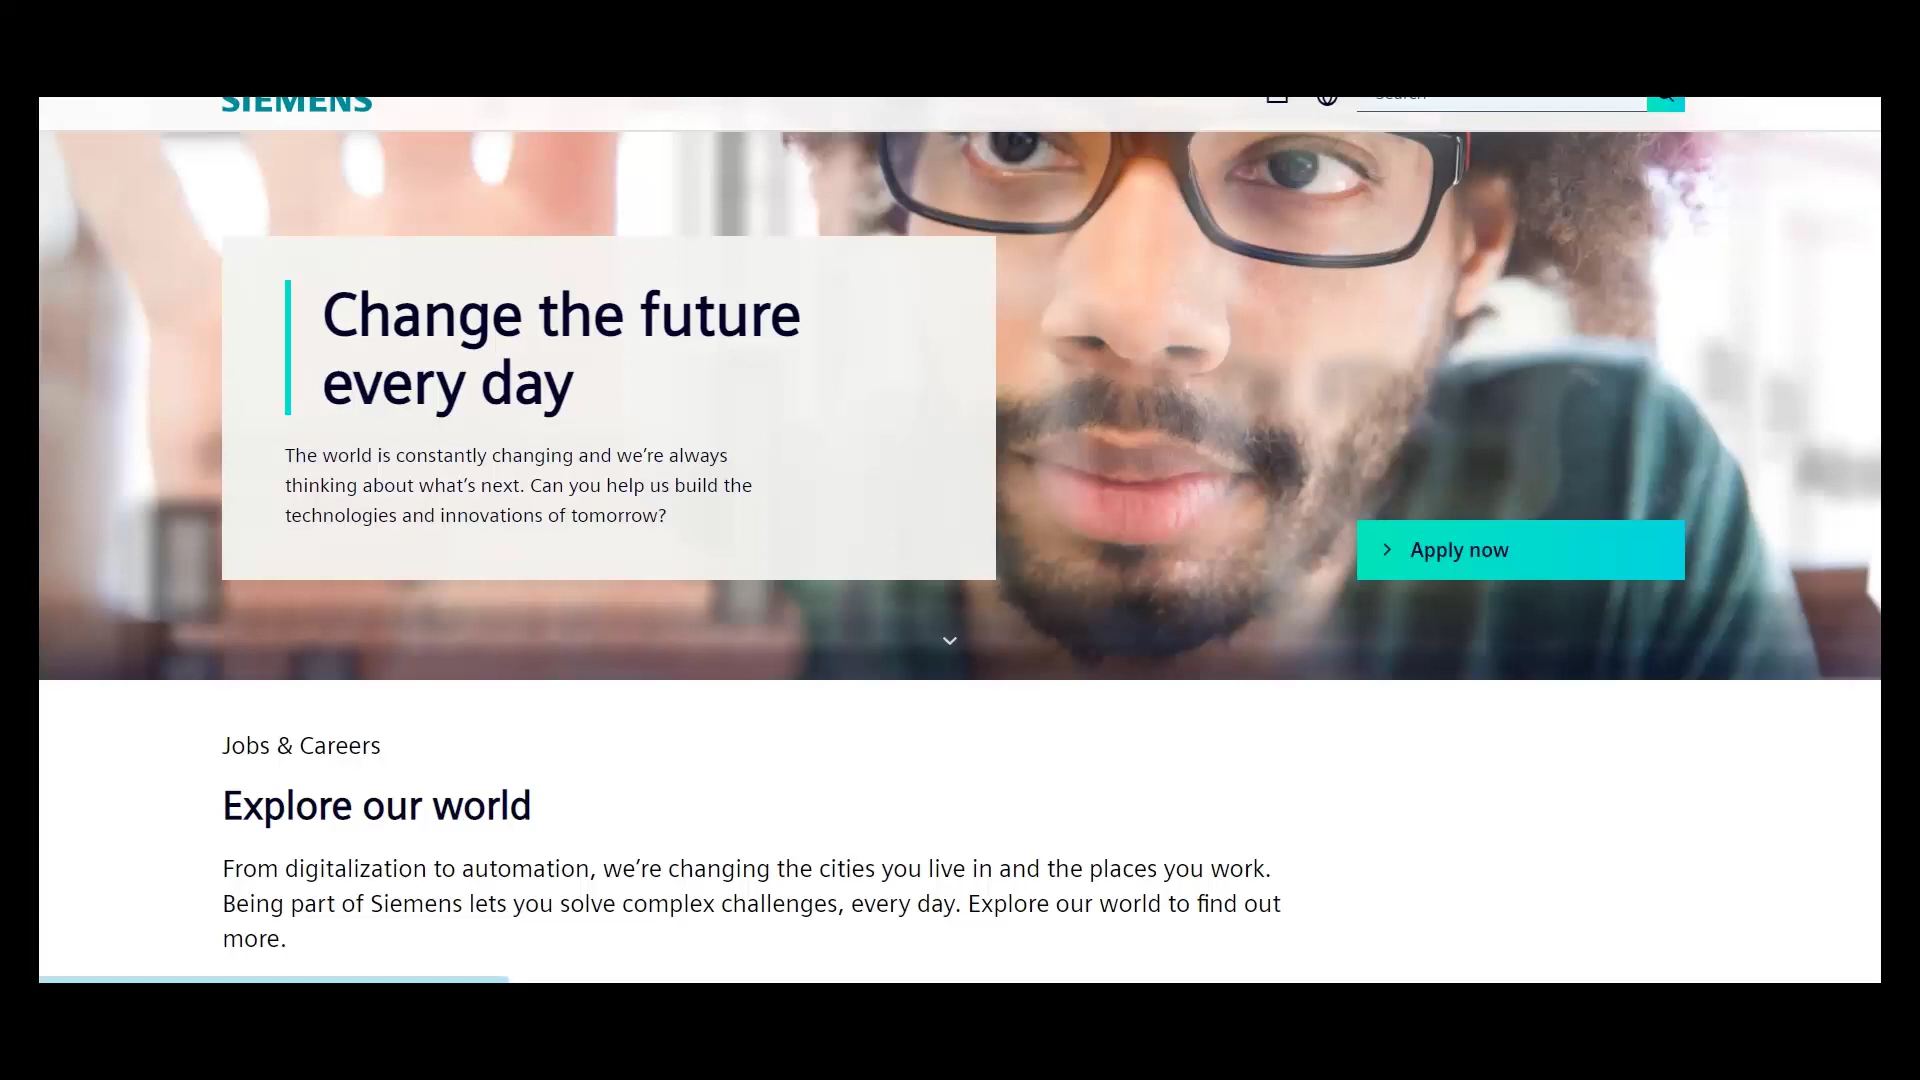 SIEMENS
Search
Change the future
every day
The world is constantly changing and we’re always
thinking about what’s next. Can you help us build the
technologies and innovations of tomorrow?
Apply now
Jobs & Careers
Explore our world
From digitalization to automation, we’re changing the cities you live in and the places you work.
Being part of Siemens lets you solve complex challenges, every day. Explore our world to find out
more.